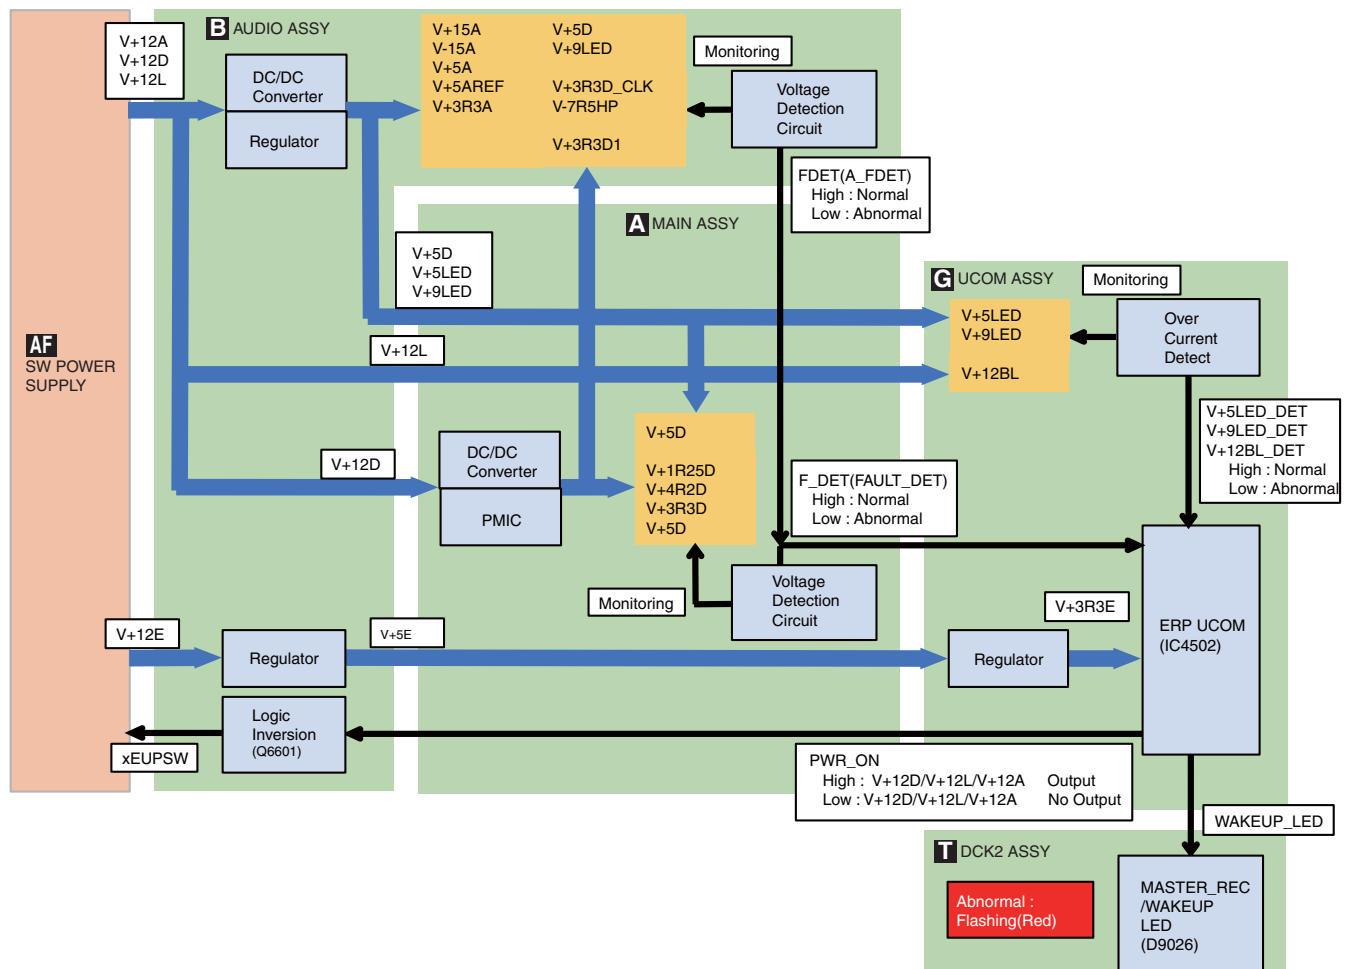 AF
SW POWER
SUPPLY
V+12A
V+12D
V+12L
B AUDIO ASSY
DC/DC
Converter
Regulator
V+15A
V-15A
V+5A
V+5AREF
V+3R3A
V+5D
V+9LED
V+3R3D_CLK
V-7R5HP
V+3R3D1
Monitoring
Voltage
Detection
Circuit
FDET(A_FDET)
High : Normal
Low : Abnormal
A MAIN ASSY
V+5D
V+5LED
V+9LED
V+12L
V+12D
DC/DC
Converter
PMIC
V+5D
V+1R25D
V+4R2D
V+3R3D
V+5D
F_DET(FAULT_DET)
High : Normal
Low : Abnormal
Monitoring
Voltage
Detection
Circuit
G UCOM ASSY
Monitoring
V+5LED
V+9LED
V+12BL
Over
Current
Detect
V+5LED_DET
V+9LED_DET
V+12BL_DET
High : Normal
Low : Abnormal
V+12E
Regulator
V+5E
Regulator
V+3R3E
ERP UCOM
(IC4502)
Logic
Inversion
(Q6601)
xEUPSW
PWR_ON
High : V+12D/V+12L/V+12A Output
Low : V+12D/V+12L/V+12A No Output
WAKEUP_LED
T DCK2 ASSY
Abnormal :
Flashing(Red)
MASTER_REC
/WAKEUP
LED
(D9026)